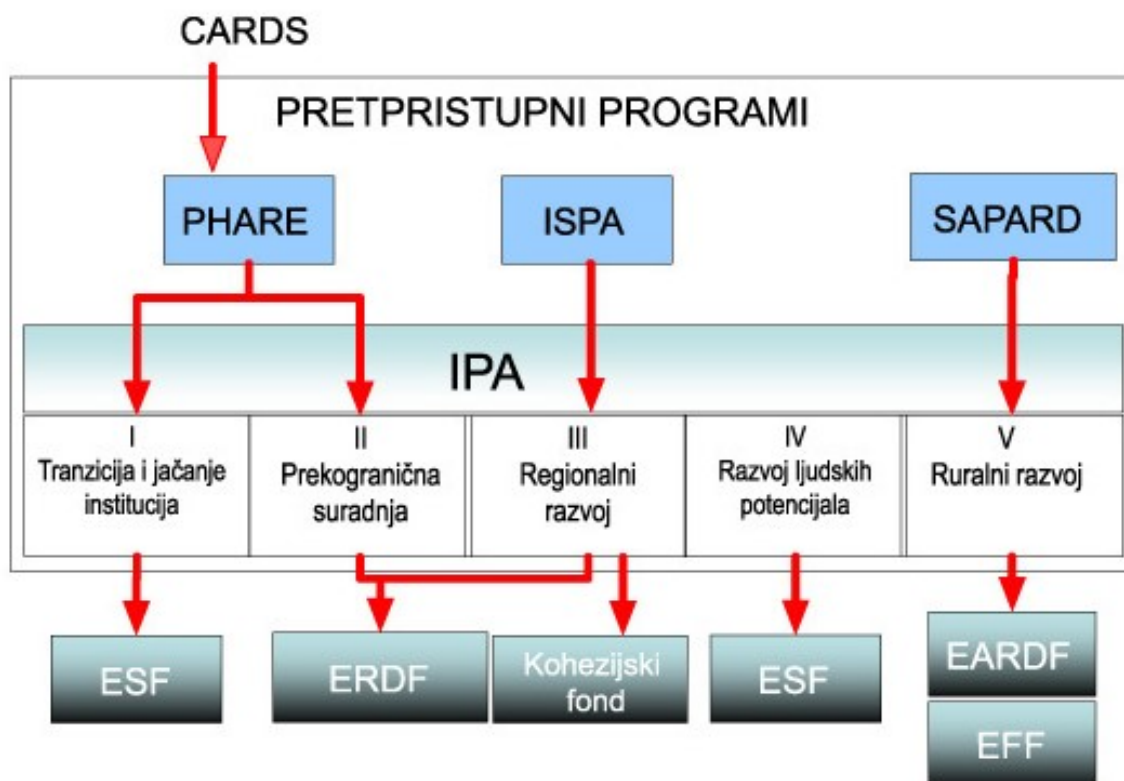 CARDS
PRETPRISTUPNI PROGRAMI
PHARE
ISPA
SAPARD
IPA
I
Tranzicija i jačanje
institucija
II
Prekogranična
suradnja
III
Regionalni
razvoj
IV
Razvoj ljudskih
potencijala
V
Ruralni razvoj
ESF
ERDF
Kohezijski
fond
ESF
EARDF
EFF